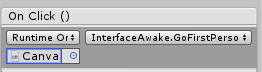 On Click ()
Runtime Or InterfaceAwake.GoFirstPerso
Canva